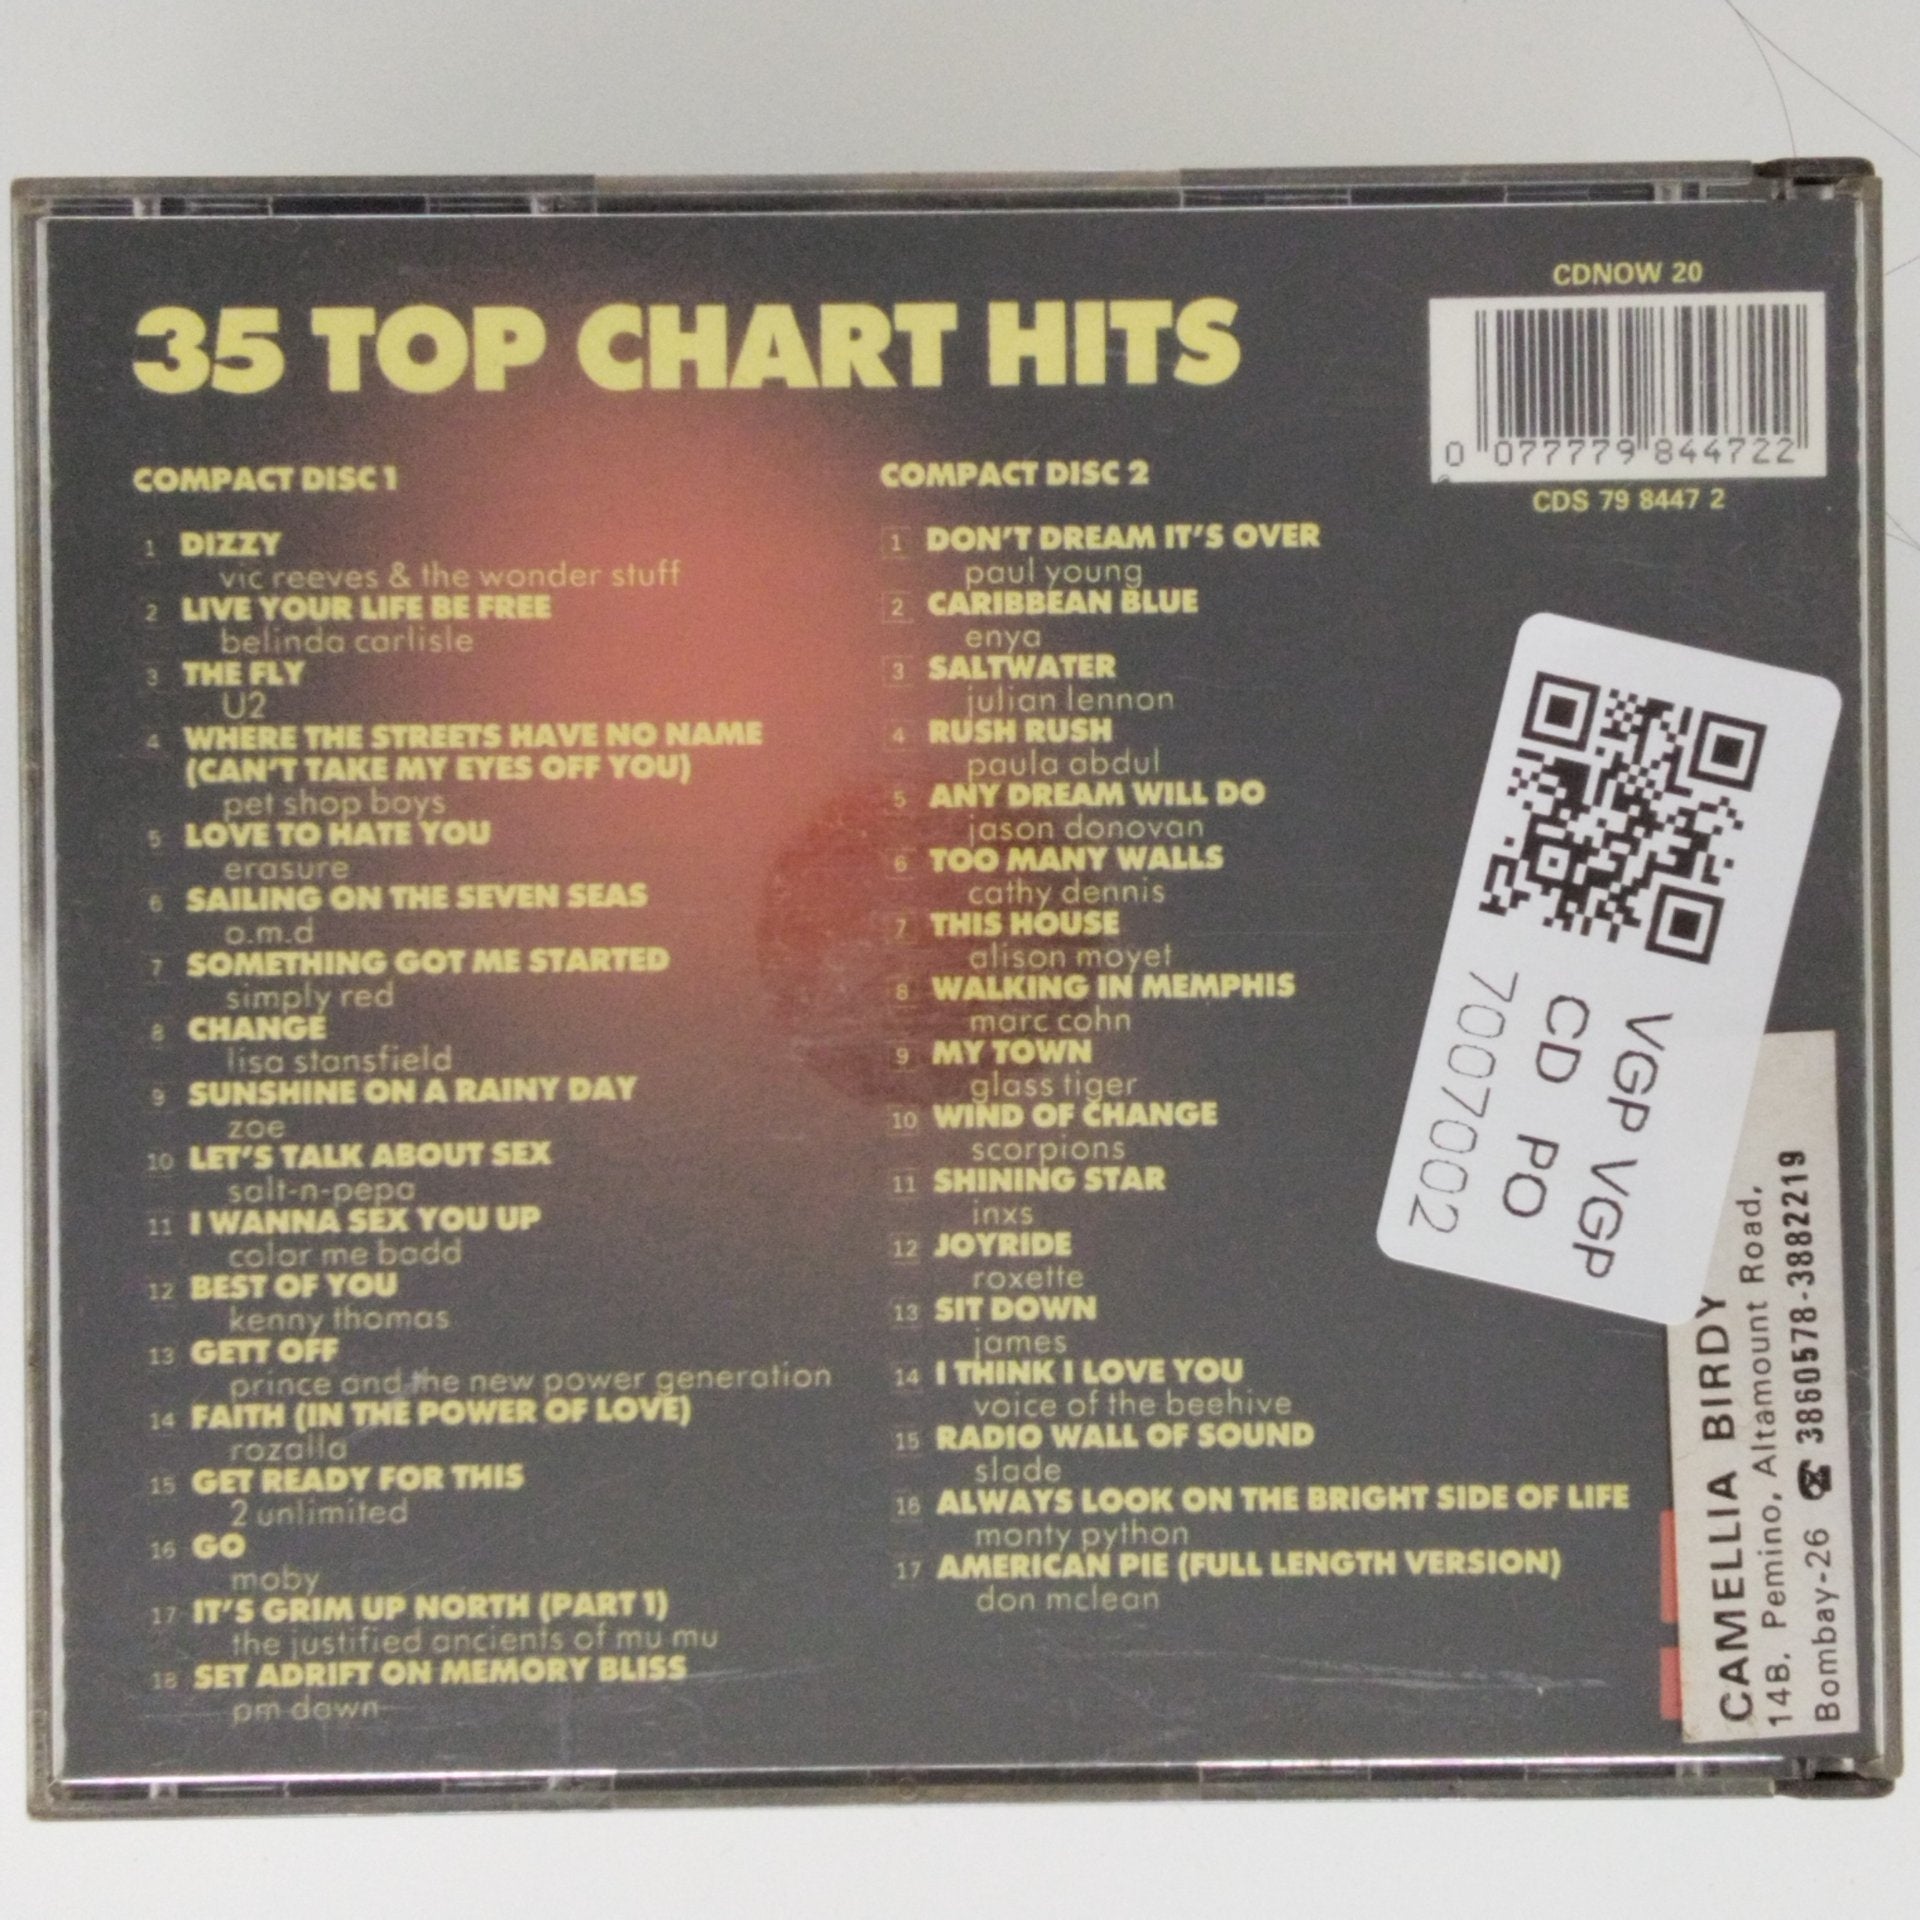 35 TOP CHART HITS
CDNOW 20
0 077779 844722
CDS 79 8447 2
COMPACT DISC 1
1 DIZZY
vic reeves & the wonder stuff
2 LIVE YOUR LIFE BE FREE
belinda carlisle
3 THE FLY
U2
4 WHERE THE STREETS HAVE NO NAME
(CAN'T TAKE MY EYES OFF YOU)
pet shop boys
5 LOVE TO HATE YOU
erasure
6 SAILING ON THE SEVEN SEAS
o.m.d
7 SOMETHING GOT ME STARTED
simply red
8 CHANGE
lisa stansfield
9 SUNSHINE ON A RAINY DAY
zoe
10 LET'S TALK ABOUT SEX
salt-n-pepa
11 I WANNA SEX YOU UP
color me badd
12 BEST OF YOU
kenny thomas
13 GETT OFF
prince and the new power generation
14 FAITH (IN THE POWER OF LOVE)
rozalla
15 GET READY FOR THIS
2 unlimited
16 GO
moby
17 IT'S GRIM UP NORTH (PART 1)
the justified ancients of mu mu
18 SET ADRIFT ON MEMORY BLISS
pm dawn
COMPACT DISC 2
1 DON'T DREAM IT'S OVER
paul young
2 CARIBBEAN BLUE
enya
3 SALTWATER
julian lennon
4 RUSH RUSH
paula abdul
5 ANY DREAM WILL DO
jason donovan
6 TOO MANY WALLS
cathy dennis
7 THIS HOUSE
alison moyet
8 WALKING IN MEMPHIS
marc cohn
9 MY TOWN
glass tiger
10 WIND OF CHANGE
scorpions
11 SHINING STAR
inxs
12 JOYRIDE
roxette
13 SIT DOWN
james
14 I THINK I LOVE YOU
voice of the beehive
15 RADIO WALL OF SOUND
slade
16 ALWAYS LOOK ON THE BRIGHT SIDE OF LIFE
monty python
17 AMERICAN PIE (FULL LENGTH VERSION)
don mclean
VGP VGP
CD PO
7007002
CAMELLIA BIRDY
14B, Pemino, Altamount Road,
Bombay-26 ☎ 3860578-3882219